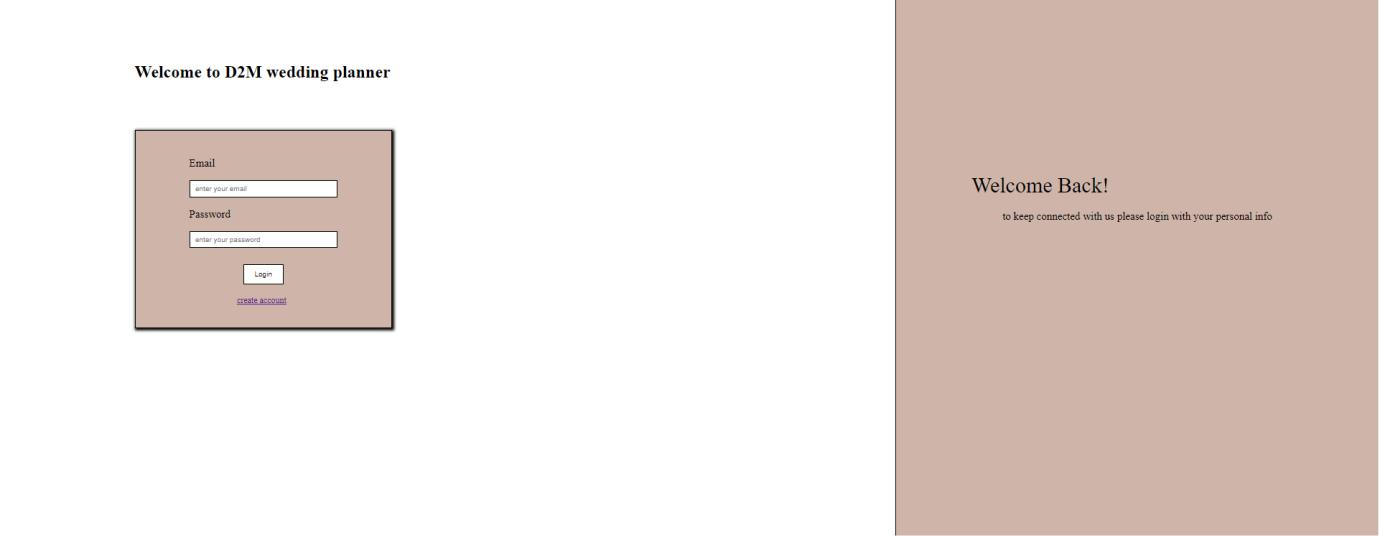 Welcome to D2M wedding planner
Email
enter your email
Password
enter your password
Login
create account
Welcome Back!
to keep connected with us please login with your personal info